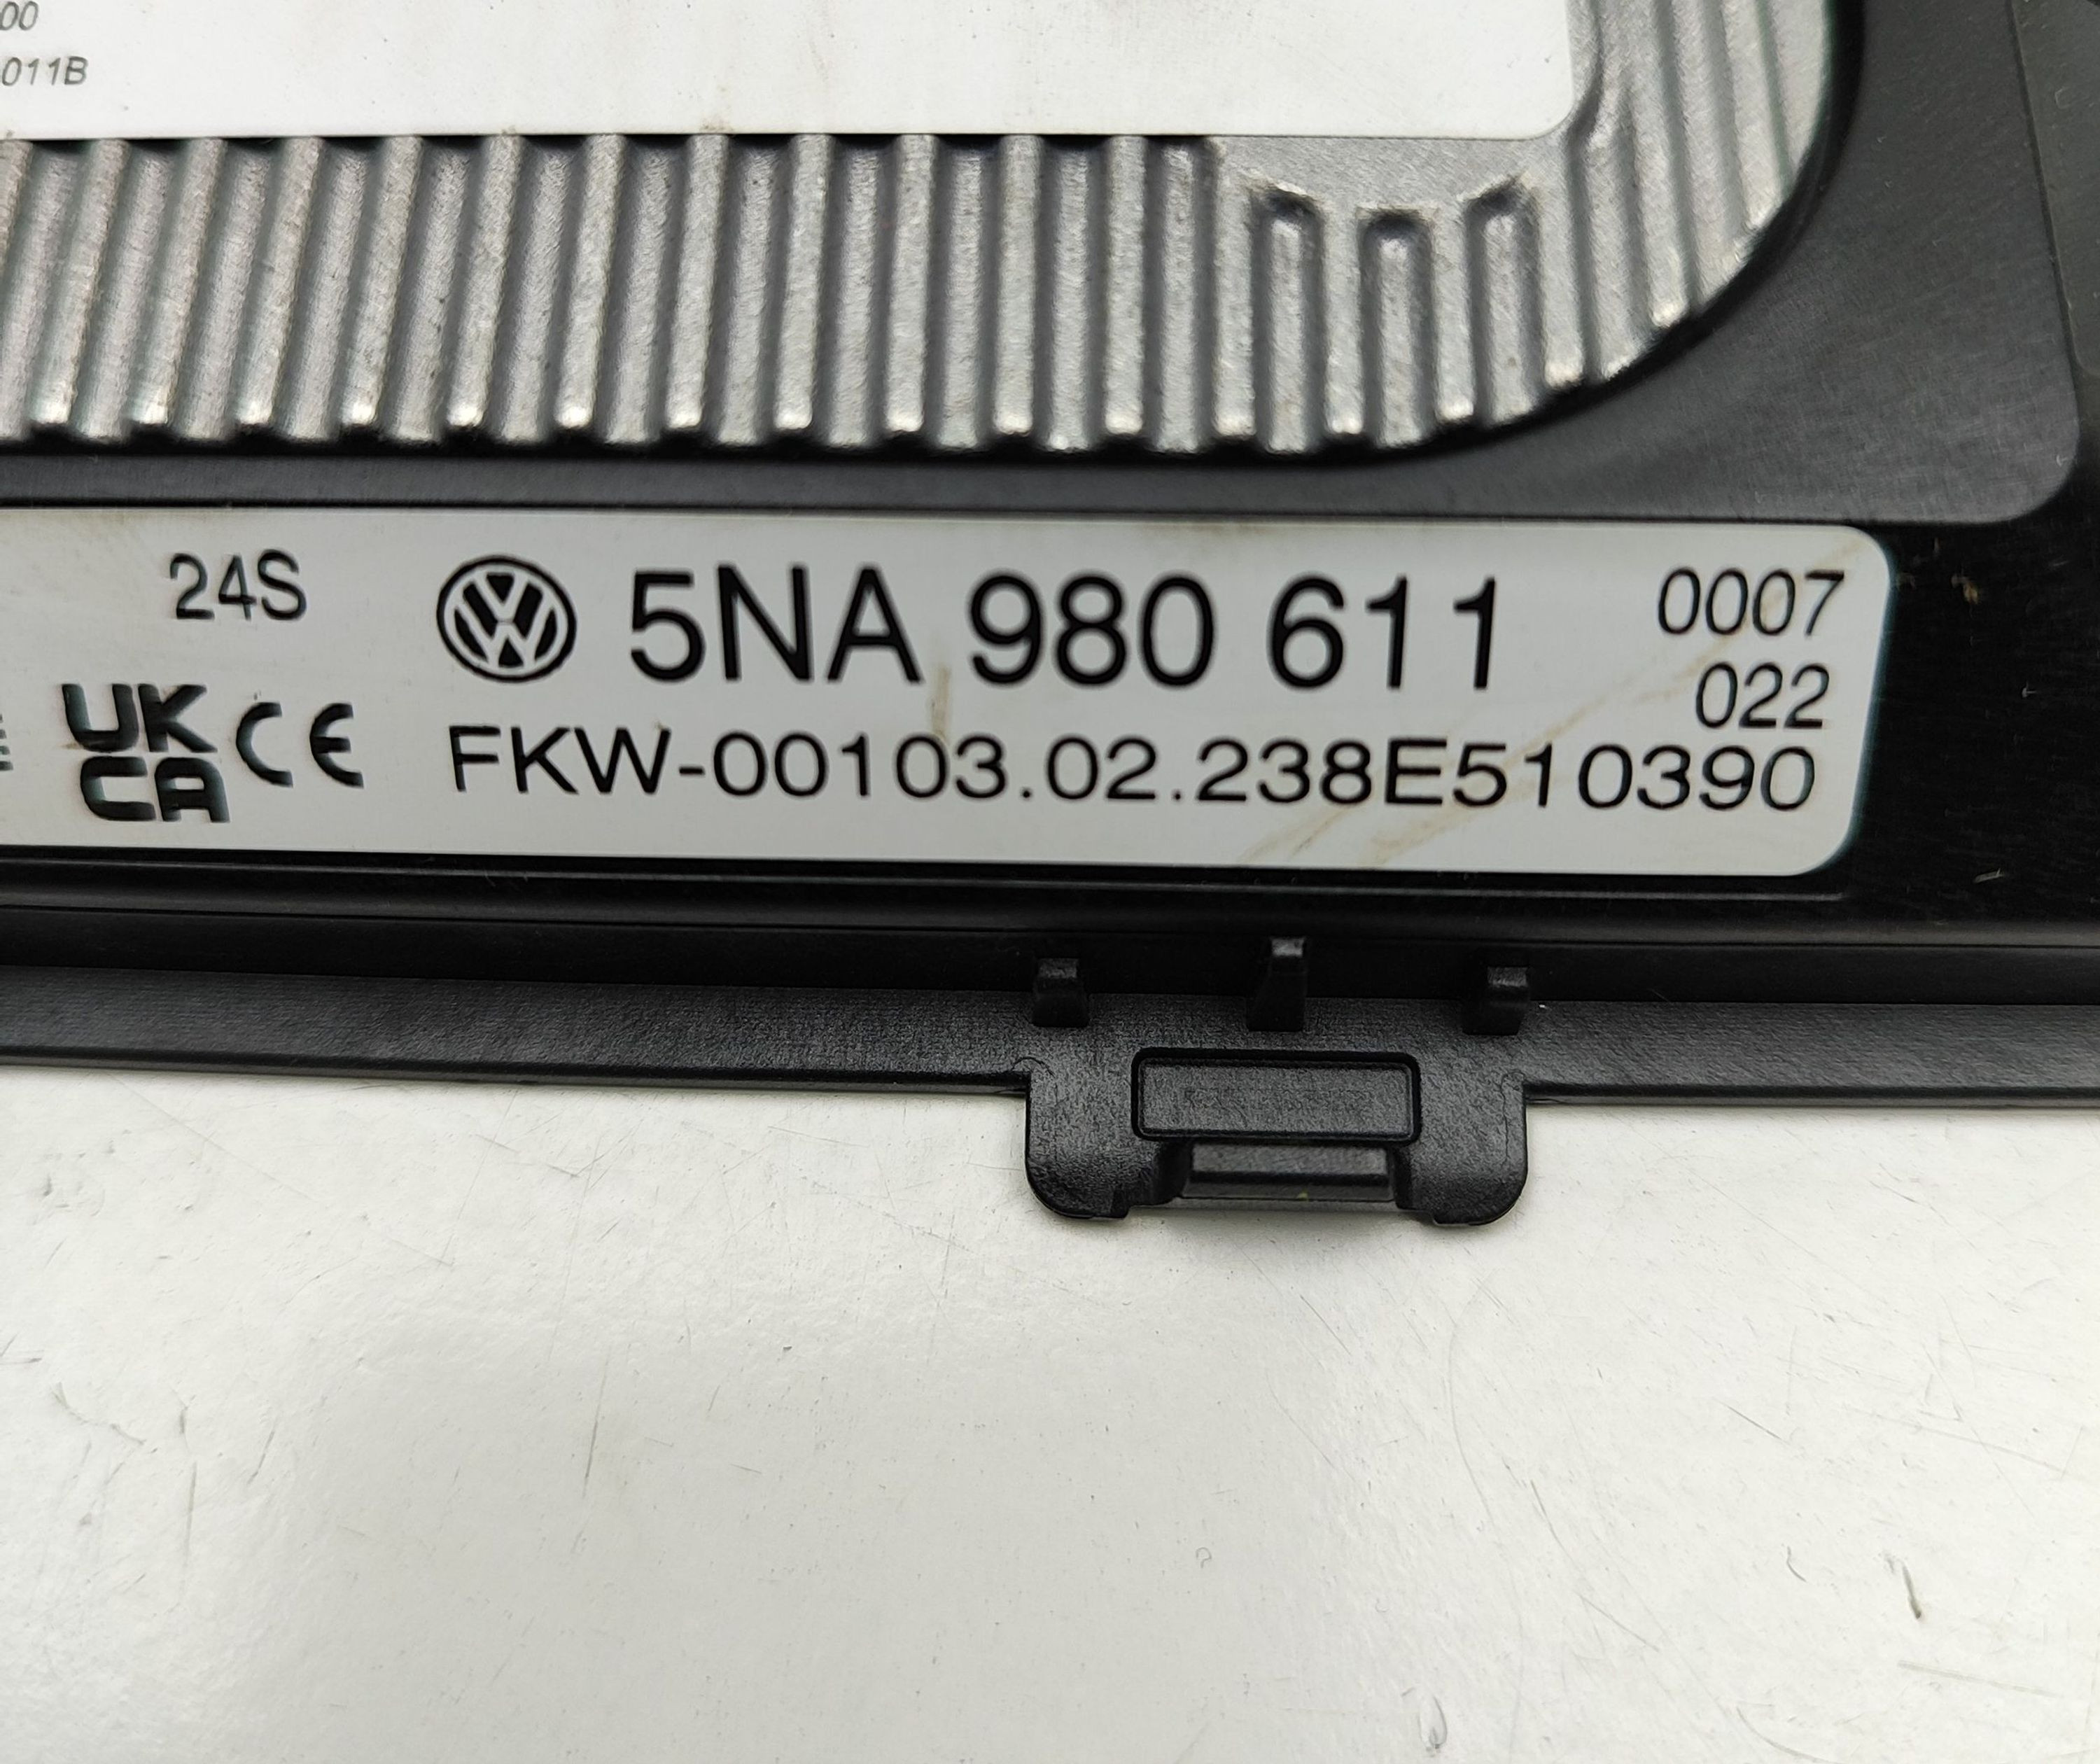 00
011B
24S
5NA 980 611
0007
022
UK
CA
CE
FKW-00103.02.238E510390